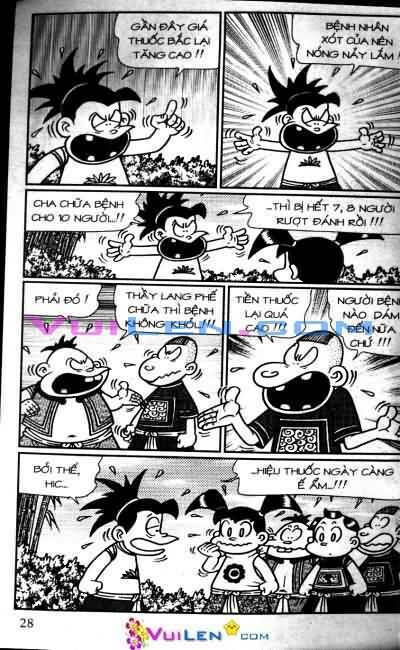 GẦN ĐÂY GIÁ
THUỐC BẮC LẠI
TĂNG CAO !!
BỆNH NHÂN
XÓT CỦA NÊN
NÓNG NẢY LẮM !
CHA CHỮA BỆNH
CHO 10 NGƯỜI...!!
...THÌ BỊ HẾT 7, 8 NGƯỜI
RƯỢT ĐÁNH RỒI !!!
PHẢI ĐÓ !
THẦY LANG PHẾ
CHỮA THÌ BỆNH
KHÔNG KHỎI...
TIỀN THUỐC
LẠI QUÁ
CAO !!!
NGƯỜI BỆNH
NÀO DÁM
ĐẾN NỮA
CHỨ !!!
VUILEN.COM
BỞI THẾ,
HIC...
...HIỆU THUỐC NGÀY CÀNG
Ế ẨM...!!!
28
VUILEN.COM